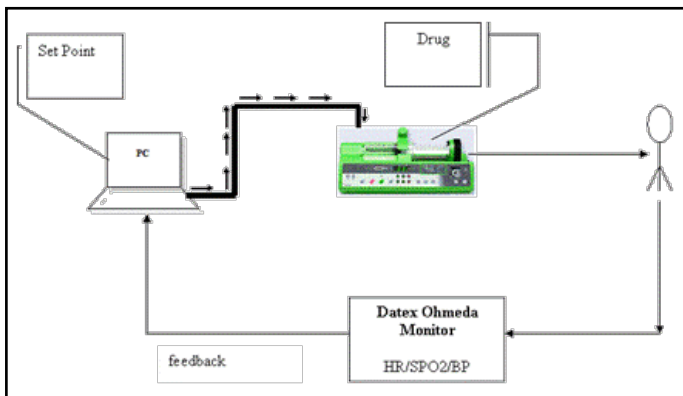 Set Point
Drug
PC
Datex Ohmeda
Monitor
HR/SPO2/BP
feedback